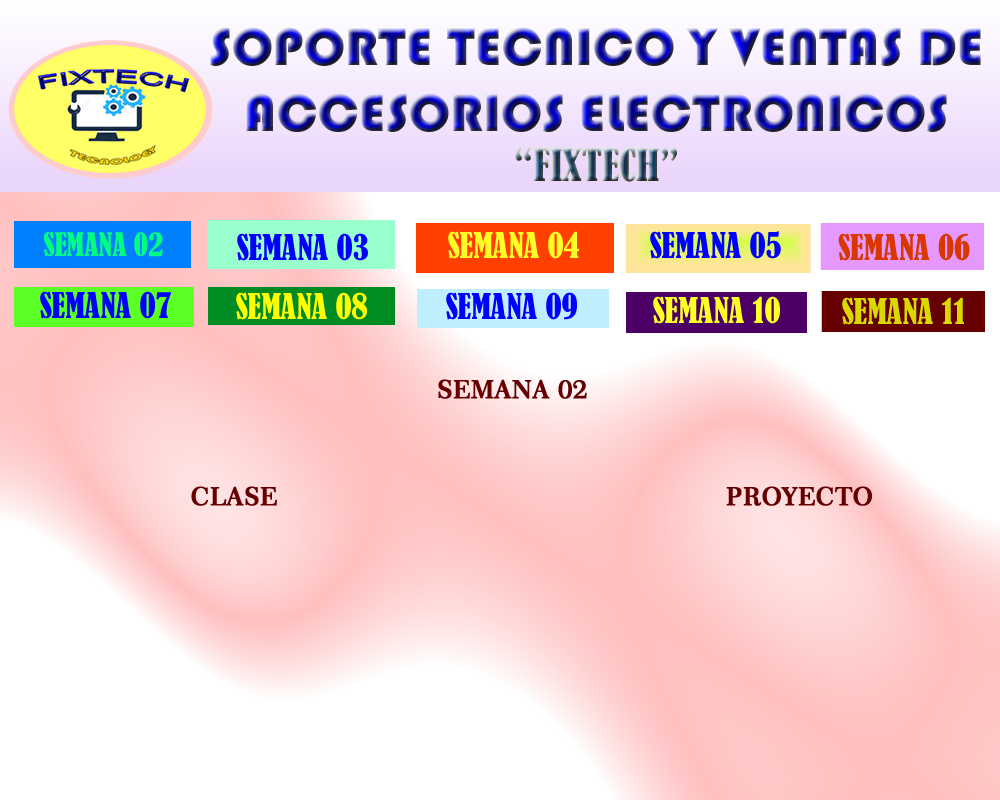 SOPORTE TECNICO Y VENTAS DE
ACCESORIOS ELECTRONICOS
“FIXTECH”
FIXTECH
TECNOLOGY
SEMANA 02 SEMANA 03 SEMANA 04 SEMANA 05 SEMANA 06
SEMANA 07 SEMANA 08 SEMANA 09 SEMANA 10 SEMANA 11
SEMANA 02
CLASE PROYECTO